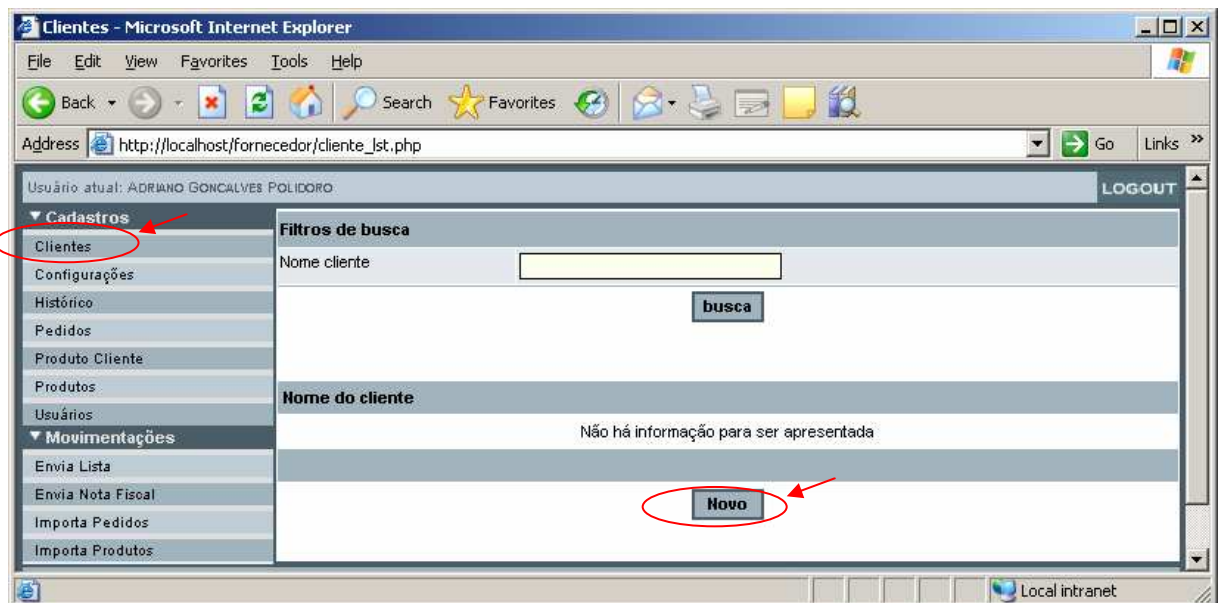 Clientes - Microsoft Internet Explorer
File Edit View Favorites Tools Help
Back Search Favorites
Address http://localhost/fornecedor/cliente_lst.php Go Links »
Usuário atual: ADRIANO GONCALVES POLIDORO LOGOUT
Cadastros
Clientes
Configurações
Histórico
Pedidos
Produto Cliente
Produtos
Usuários
Movimentações
Envia Lista
Envia Nota Fiscal
Importa Pedidos
Importa Produtos
Filtros de busca
Nome cliente
busca
Nome do cliente
Não há informação para ser apresentada
Novo
Local intranet